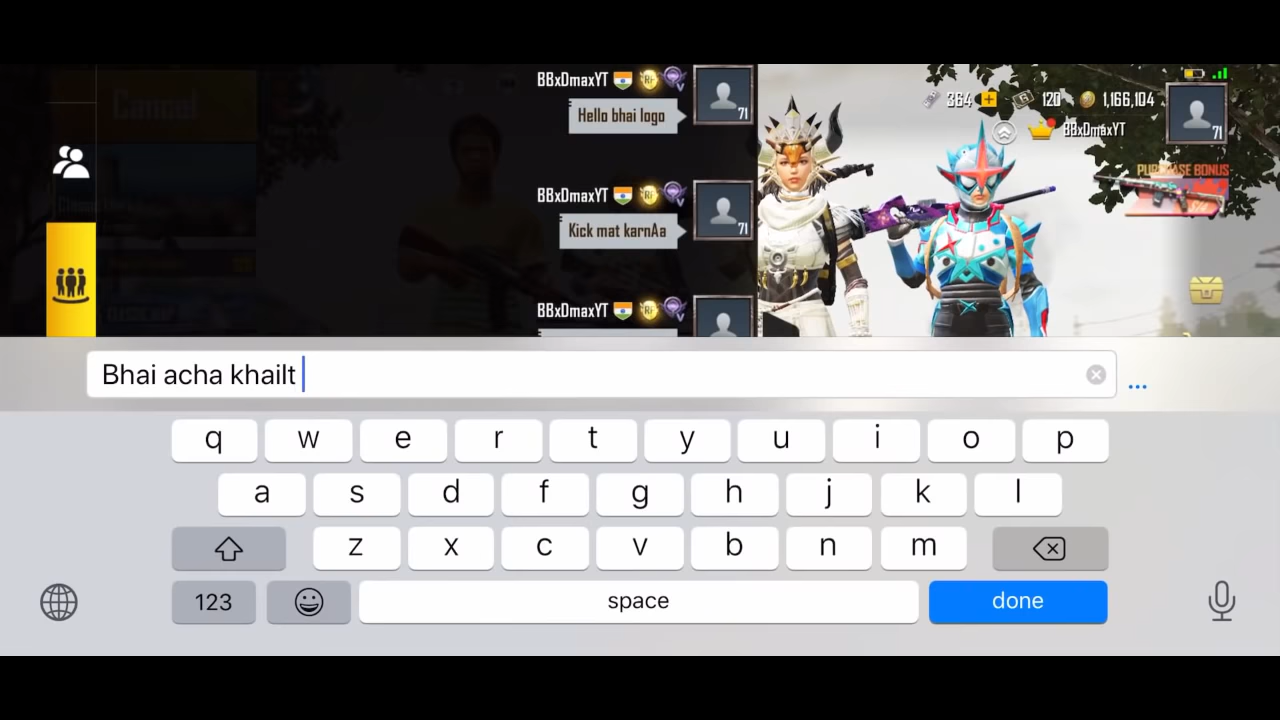 BBxDmaxYT
Hello bhai logo
71
BBxDmaxYT
Kick mat karnAa
71
BBxDmaxYT
364
120
1,166,104
BBxDmaxYT
71
PURCHASE BONUS
Bhai acha khailt
...
q w e r t y u i o p
a s d f g h j k l
z x c v b n m
123
space
done